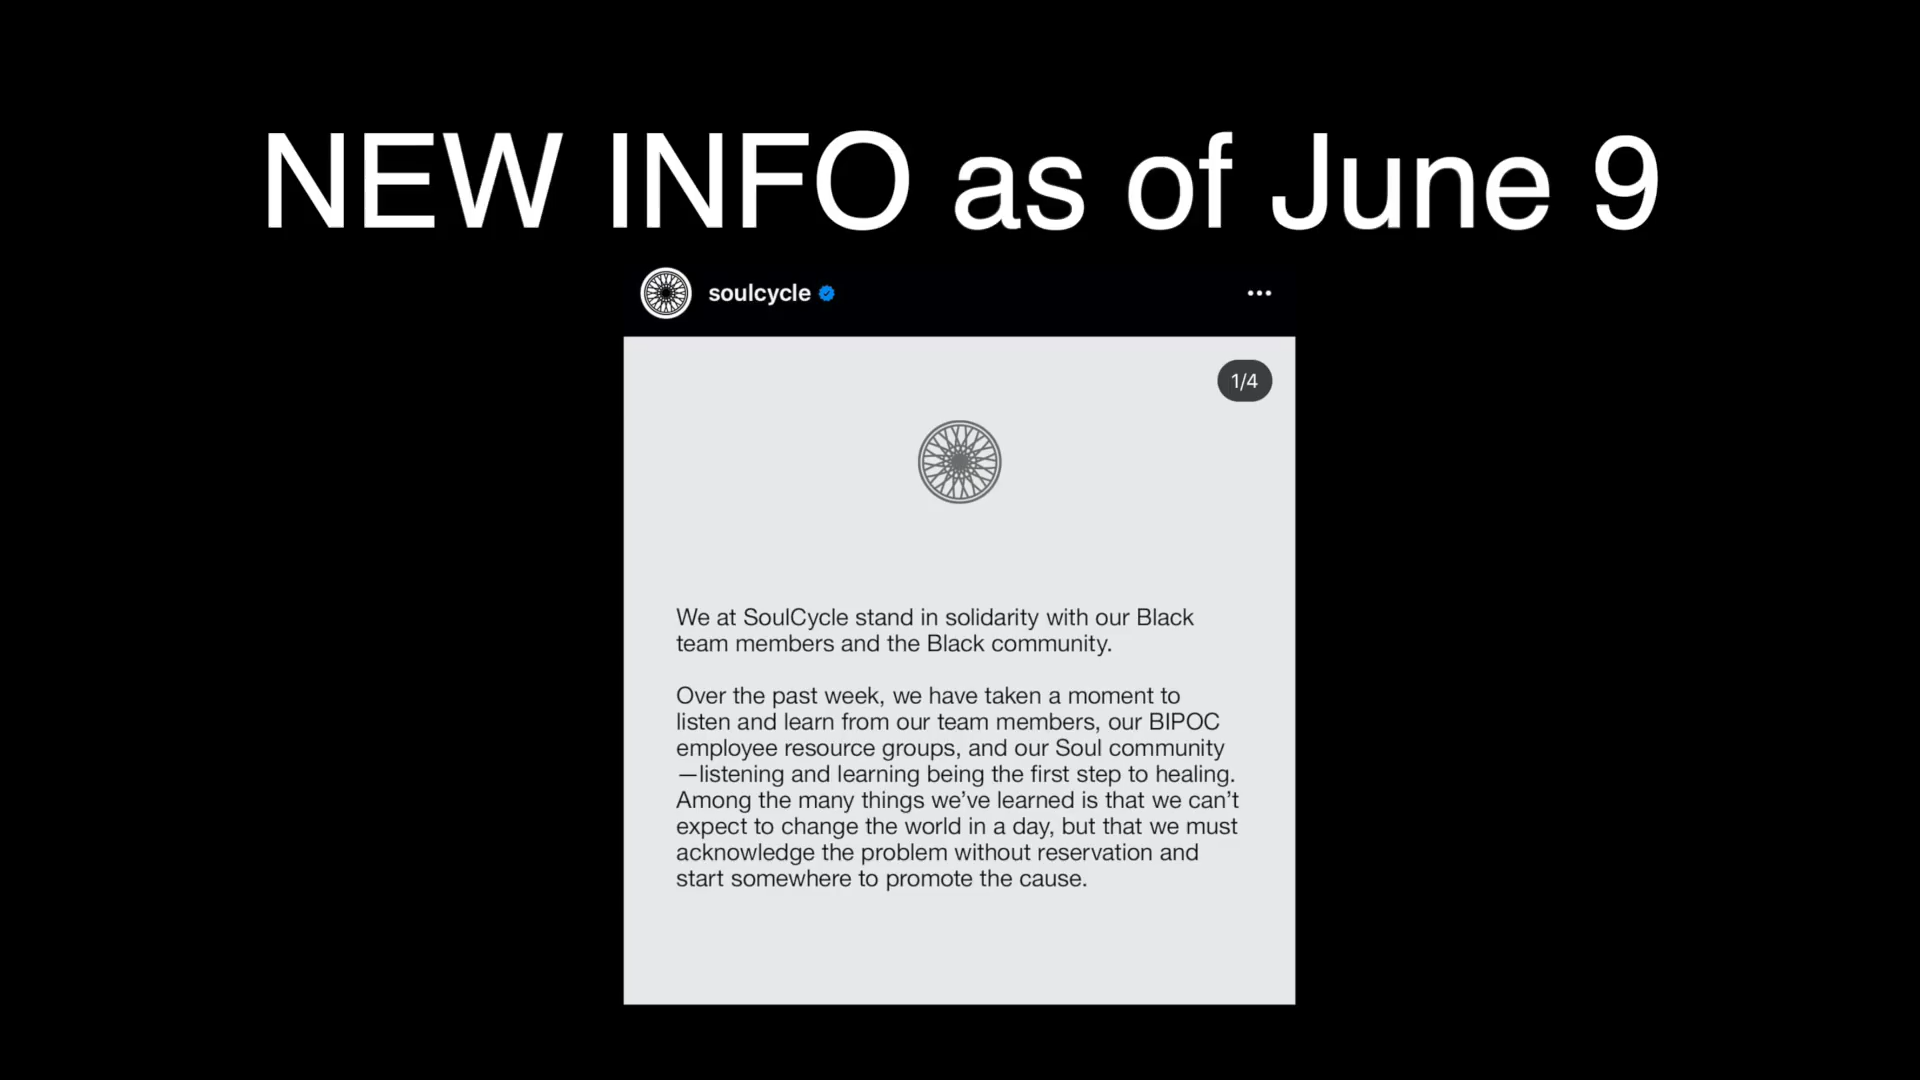 NEW INFO as of June 9
soulcycle
1/4
We at SoulCycle stand in solidarity with our Black
team members and the Black community.
Over the past week, we have taken a moment to
listen and learn from our team members, our BIPOC
employee resource groups, and our Soul community
—listening and learning being the first step to healing.
Among the many things we’ve learned is that we can’t
expect to change the world in a day, but that we must
acknowledge the problem without reservation and
start somewhere to promote the cause.